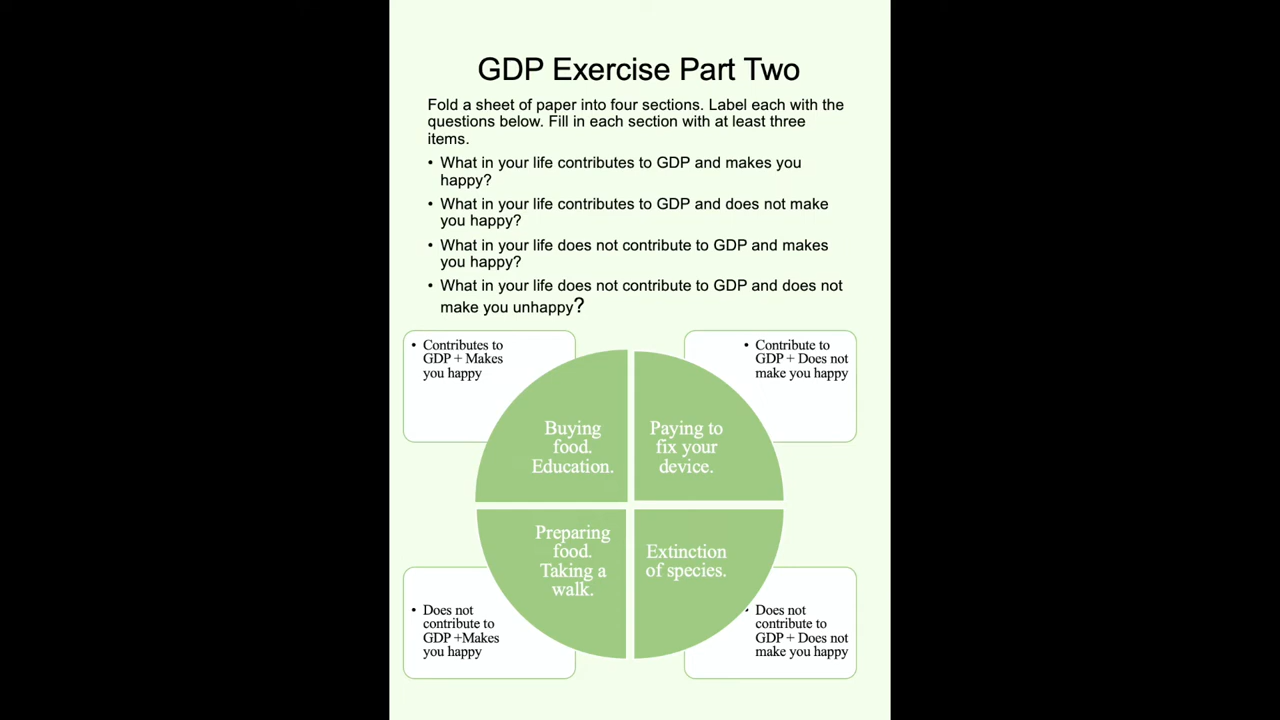 GDP Exercise Part Two
Fold a sheet of paper into four sections. Label each with the
questions below. Fill in each section with at least three
items.
• What in your life contributes to GDP and makes you
happy?
• What in your life contributes to GDP and does not make
you happy?
• What in your life does not contribute to GDP and makes
you happy?
• What in your life does not contribute to GDP and does not
make you unhappy?
• Contributes to
GDP + Makes
you happy
• Contribute to
GDP + Does not
make you happy
Buying
food.
Education.
Paying to
fix your
device.
Preparing
food.
Taking a
walk.
Extinction
of species.
• Does not
contribute to
GDP +Makes
you happy
• Does not
contribute to
GDP + Does not
make you happy